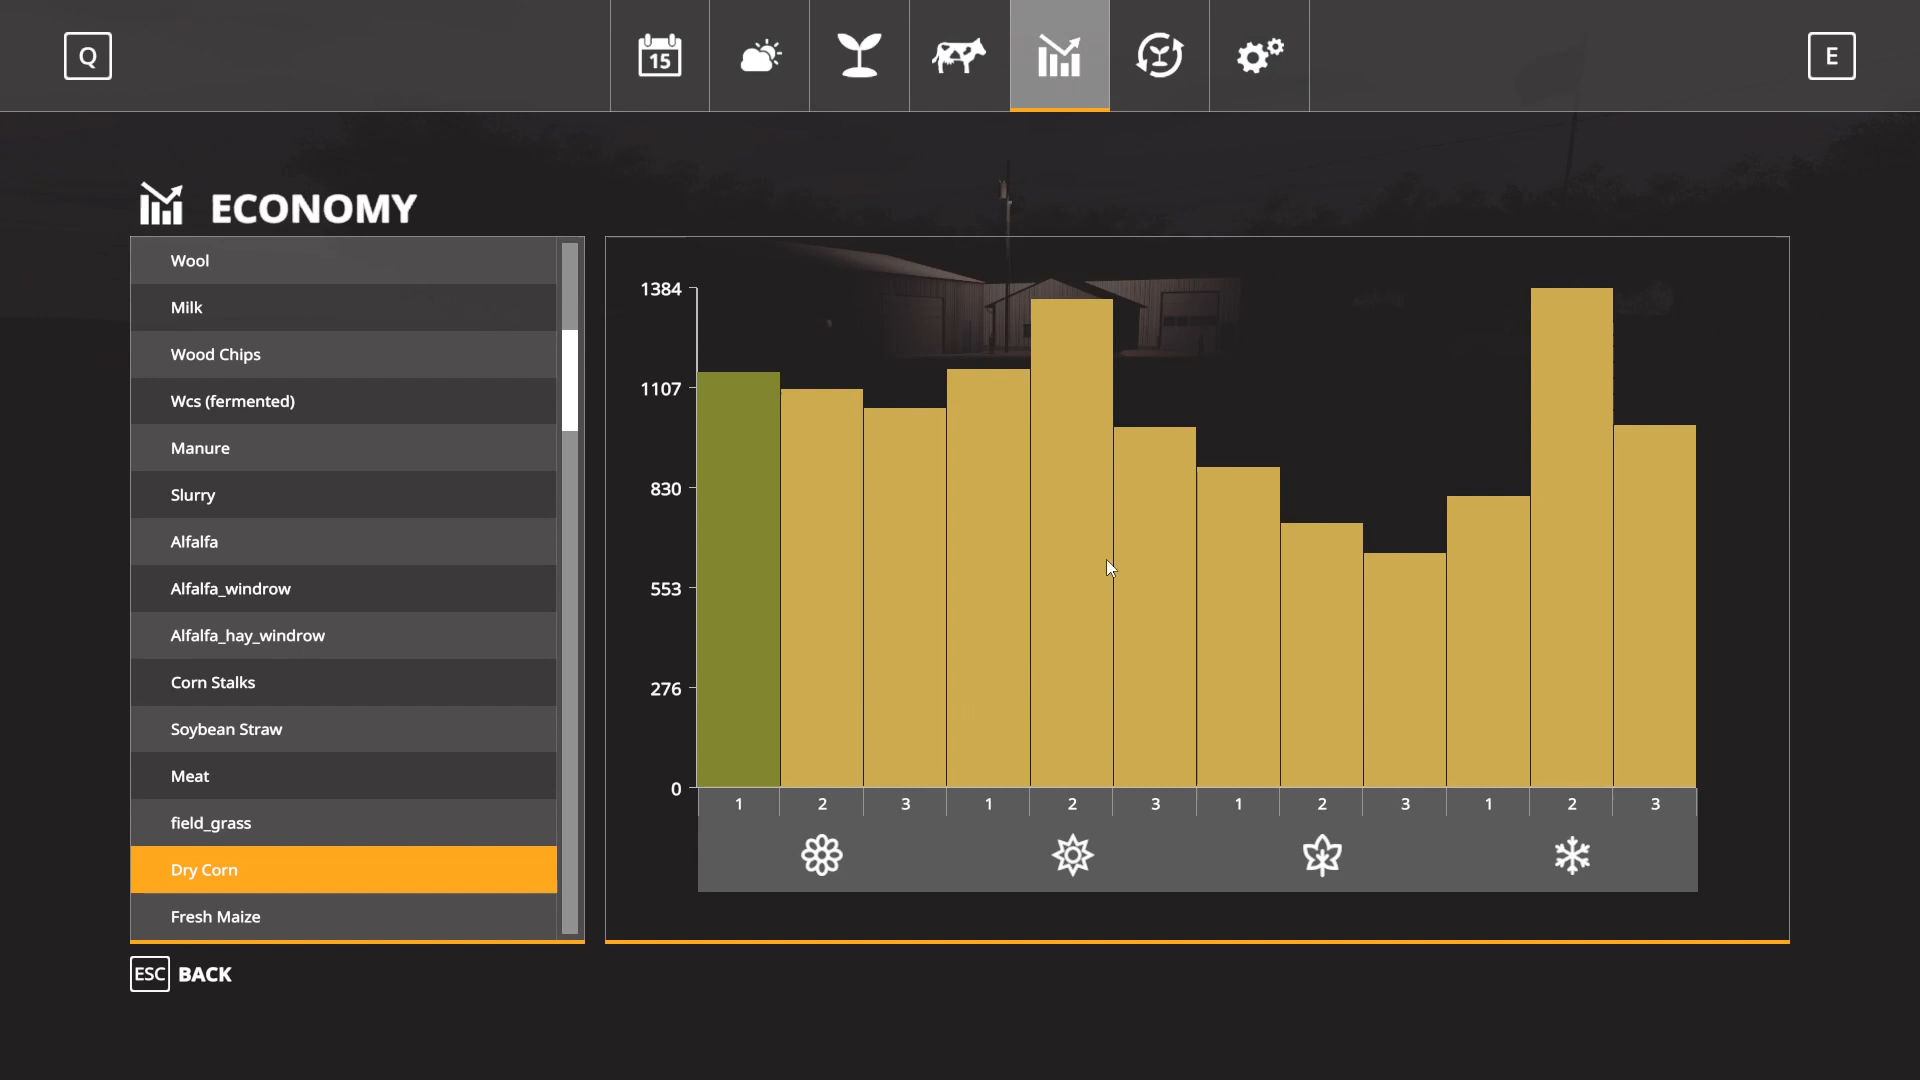 Q
15
E
ECONOMY
Wool
Milk
Wood Chips
Wcs (fermented)
Manure
Slurry
Alfalfa
Alfalfa_windrow
Alfalfa_hay_windrow
Corn Stalks
Soybean Straw
Meat
field_grass
Dry Corn
Fresh Maize
1384
1107
830
553
276
0
1 2 3 1 2 3 1 2 3 1 2 3
ESC BACK